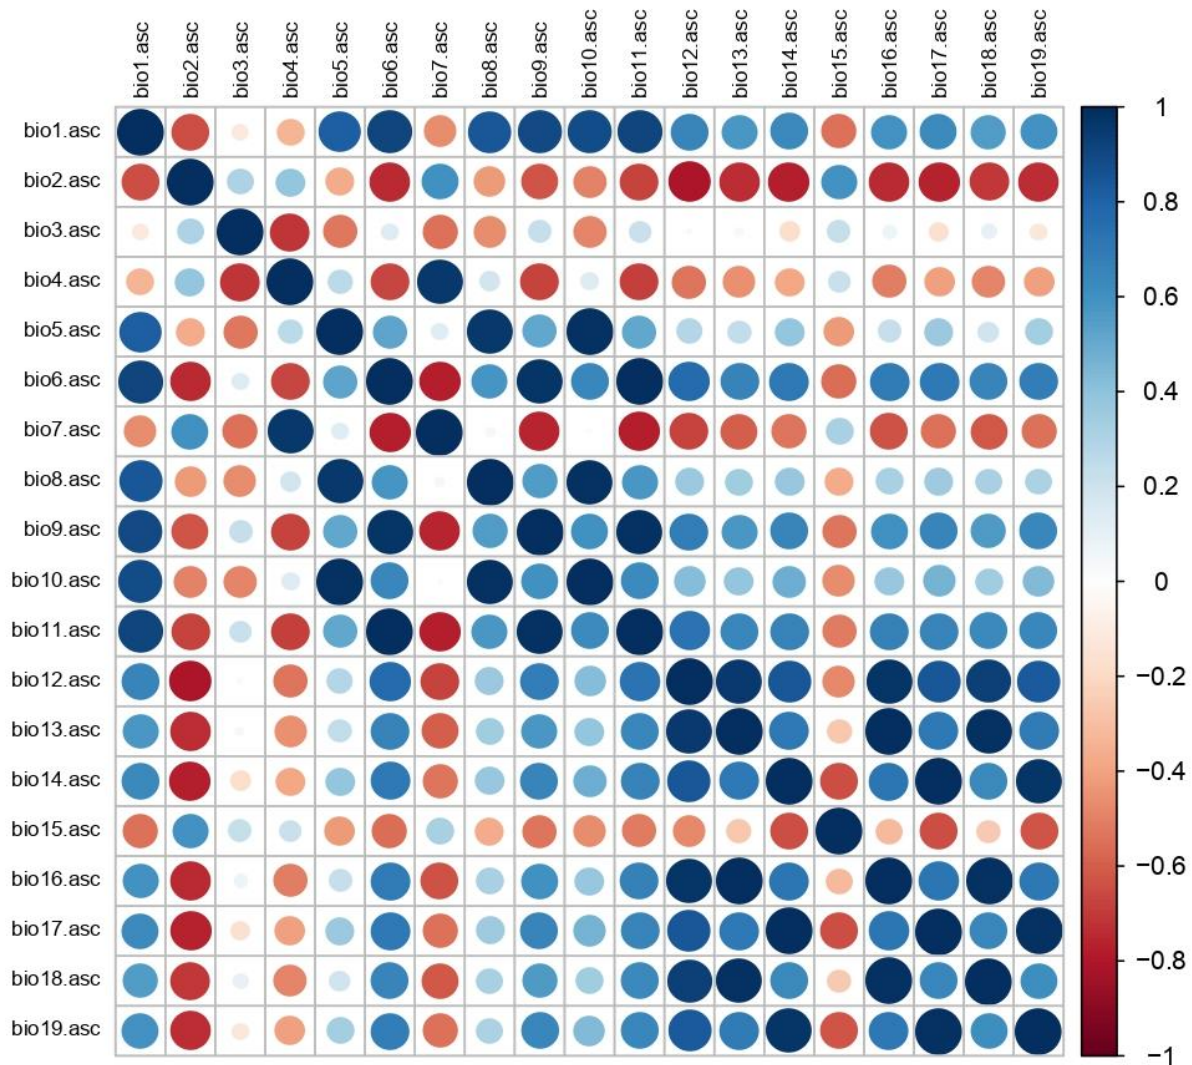 bio1.asc
bio2.asc
bio3.asc
bio4.asc
bio5.asc
bio6.asc
bio7.asc
bio8.asc
bio9.asc
bio10.asc
bio11.asc
bio12.asc
bio13.asc
bio14.asc
bio15.asc
bio16.asc
bio17.asc
bio18.asc
bio19.asc
bio1.asc
bio2.asc
bio3.asc
bio4.asc
bio5.asc
bio6.asc
bio7.asc
bio8.asc
bio9.asc
bio10.asc
bio11.asc
bio12.asc
bio13.asc
bio14.asc
bio15.asc
bio16.asc
bio17.asc
bio18.asc
bio19.asc
1
0.8
0.6
0.4
0.2
0
−0.2
−0.4
−0.6
−0.8
−1